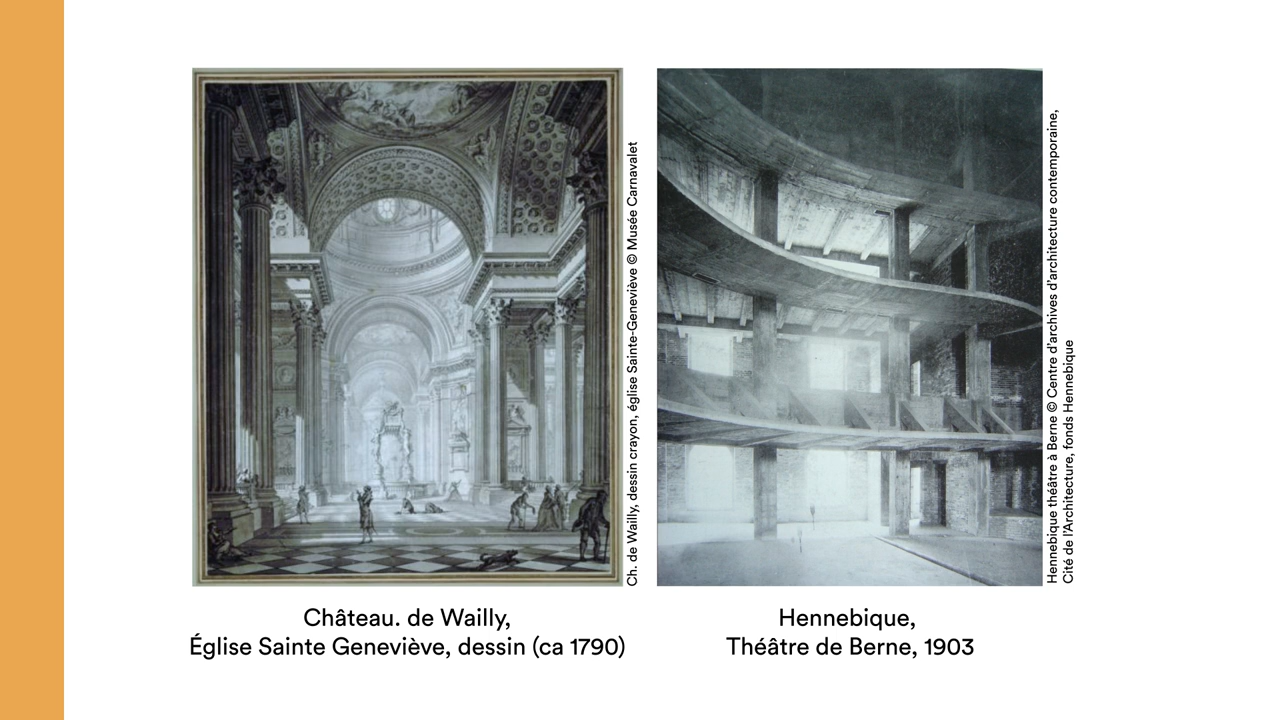 Ch. de Wailly, dessin crayon, église Sainte-Geneviève © Musée Carnavalet
Château. de Wailly,
Église Sainte Geneviève, dessin (ca 1790)
Hennebique théâtre à Berne © Centre d'archives d'architecture contemporaine,
Cité de l'Architecture, fonds Hennebique
Hennebique,
Théâtre de Berne, 1903